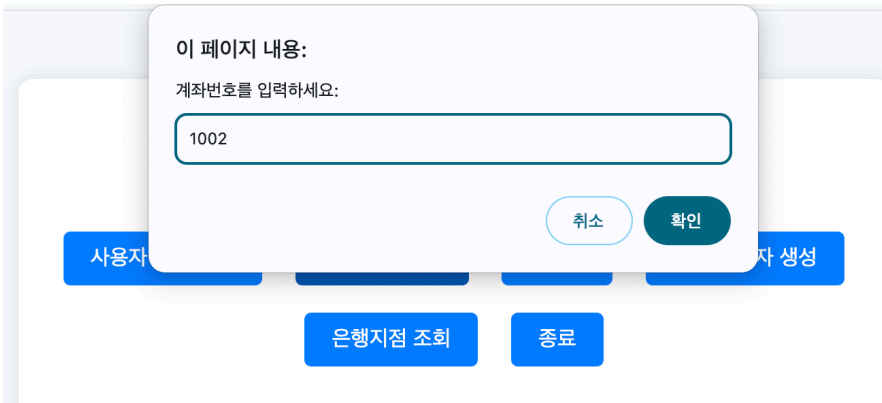 이 페이지 내용:
계좌번호를 입력하세요:
1002
취소 확인
사용자 자 생성
은행지점 조회 종료